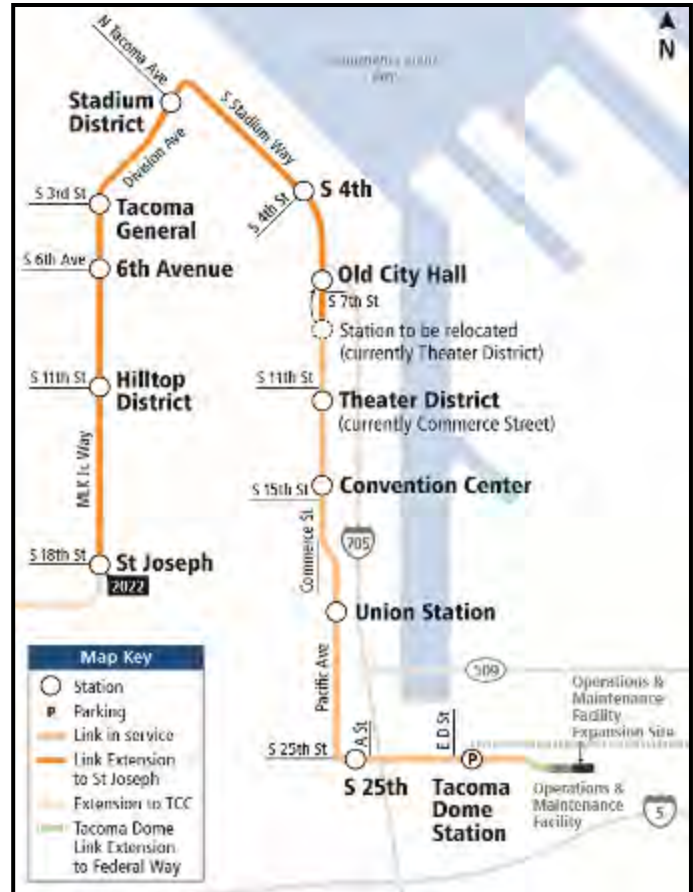 N
N Tacoma Ave
Stadium
District
S Stadium Way
Division Ave
S 3rd St
Tacoma
General
S 4th
S 4th St
S 6th Ave
6th Avenue
Old City Hall
S 7th St
Station to be relocated
(currently Theater District)
S 11th St
Hilltop
District
S 11th St
Theater District
(currently Commerce Street)
MLK Jr. Way
S 15th St
Convention Center
Commerce St.
705
S 18th St
St Joseph
2022
Union Station
Pacific Ave
509
Operations &
Maintenance
Facility
Expansion Site
A St
E D St
S 25th St
P
S 25th
Tacoma
Dome
Station
Operations &
Maintenance
Facility
5
Map Key
Station
P Parking
Link in service
Link Extension
to St Joseph
Extension to TCC
Tacoma Dome
Link Extension
to Federal Way